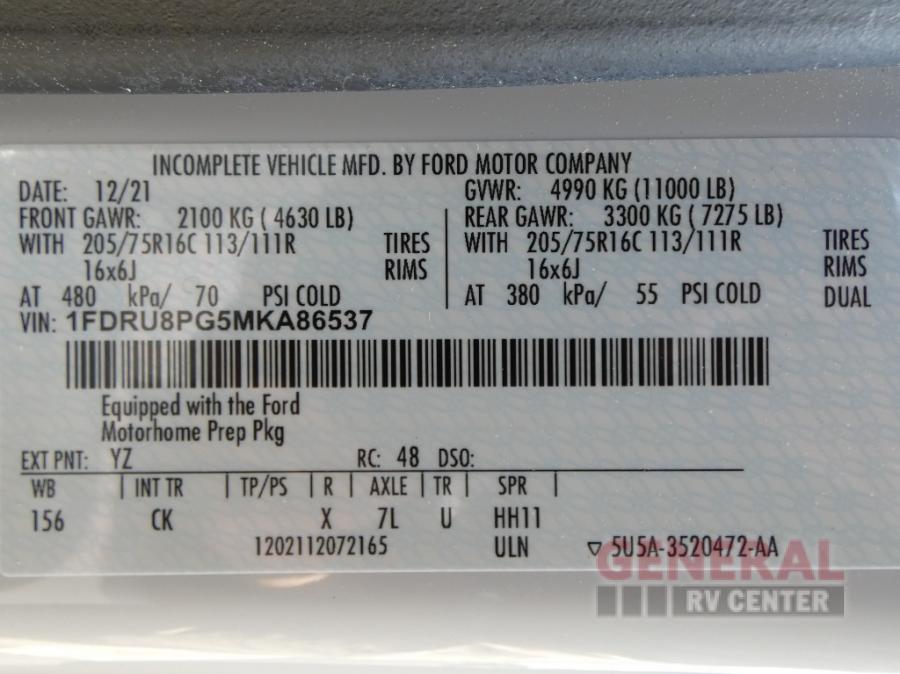 INCOMPLETE VEHICLE MFD. BY FORD MOTOR COMPANY
DATE: 12/21 GVWR: 4990 KG (11000 LB)
FRONT GAWR: 2100 KG ( 4630 LB) REAR GAWR: 3300 KG ( 7275 LB)
WITH 205/75R16C 113/111R TIRES WITH 205/75R16C 113/111R TIRES
16x6J RIMS 16x6J RIMS
AT 480 kPa/ 70 PSI COLD AT 380 kPa/ 55 PSI COLD DUAL
VIN: 1FDRU8PG5MKA86537
Equipped with the Ford
Motorhome Prep Pkg
EXT PNT: YZ RC: 48 DSO:
WB INT TR TP/PS R AXLE TR SPR
156 CK X 7L U HH11
1202112072165 ULN 5U5A-3520472-AA
GENERAL
RV CENTER